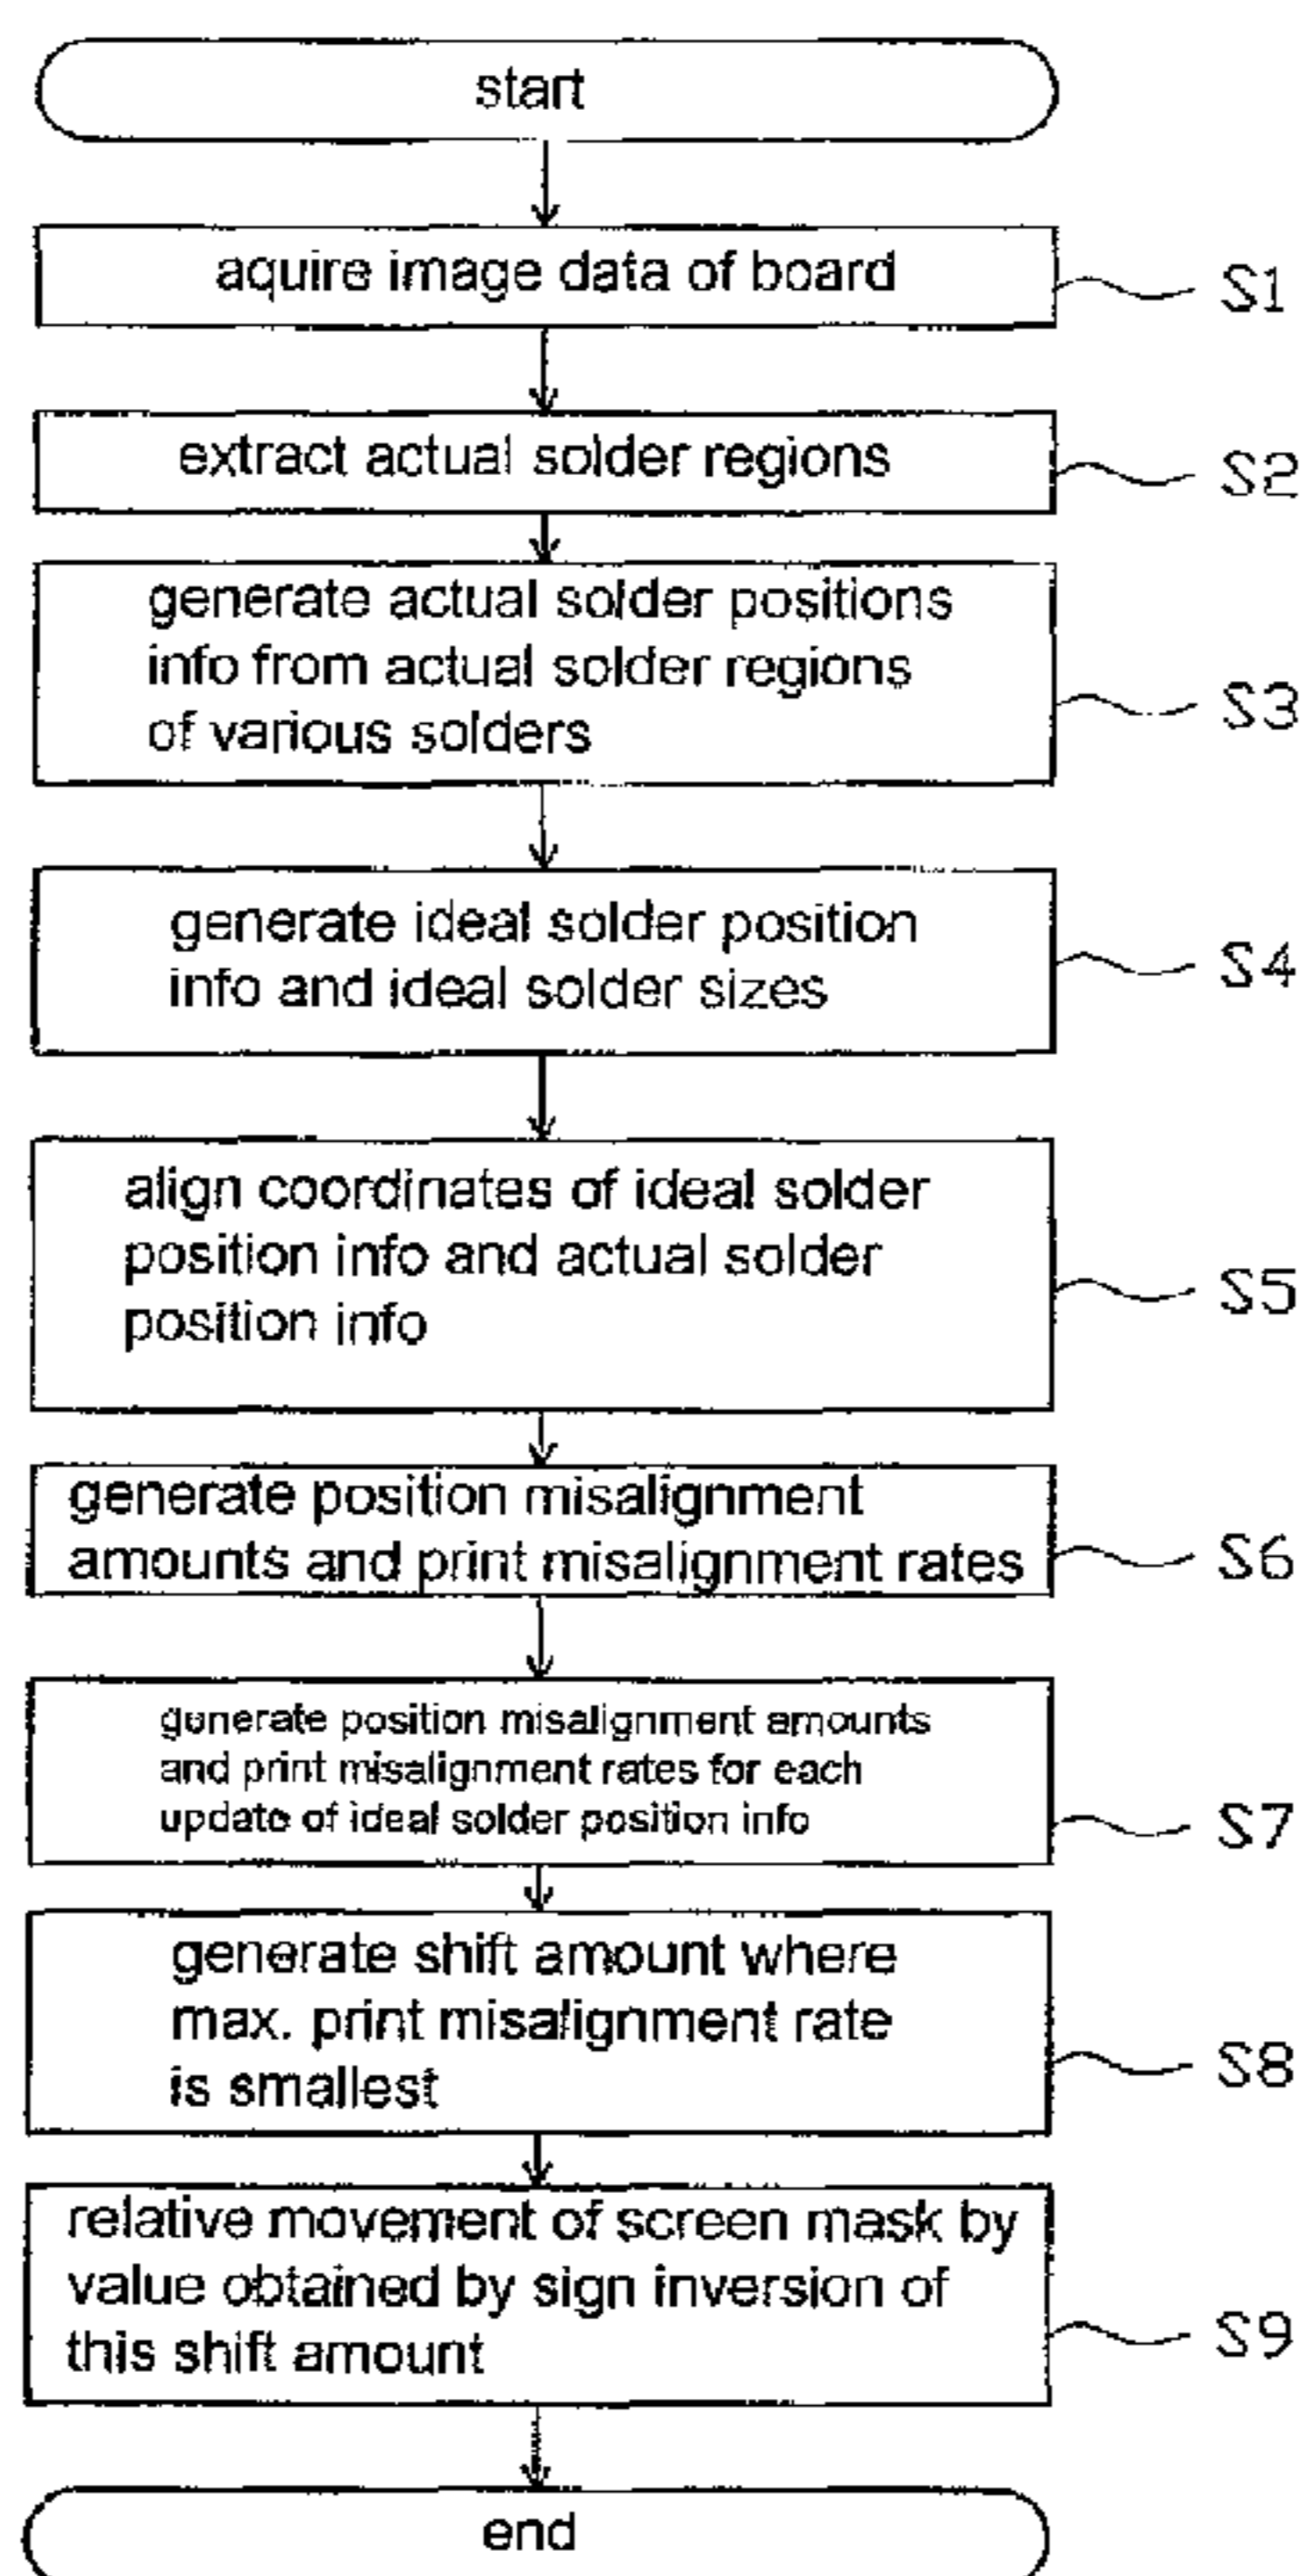 start
aquire image data of board
S1
extract actual solder regions
S2
generate actual solder positions
info from actual solder regions
of various solders
S3
generate ideal solder position
info and ideal solder sizes
S4
align coordinates of ideal solder
position info and actual solder
position info
S5
generate position misalignment
amounts and print misalignment rates
S6
generate position misalignment amounts
and print misalignment rates for each
update of ideal solder position info
S7
generate shift amount where
max. print misalignment rate
is smallest
S8
relative movement of screen mask by
value obtained by sign inversion of
this shift amount
S9
end